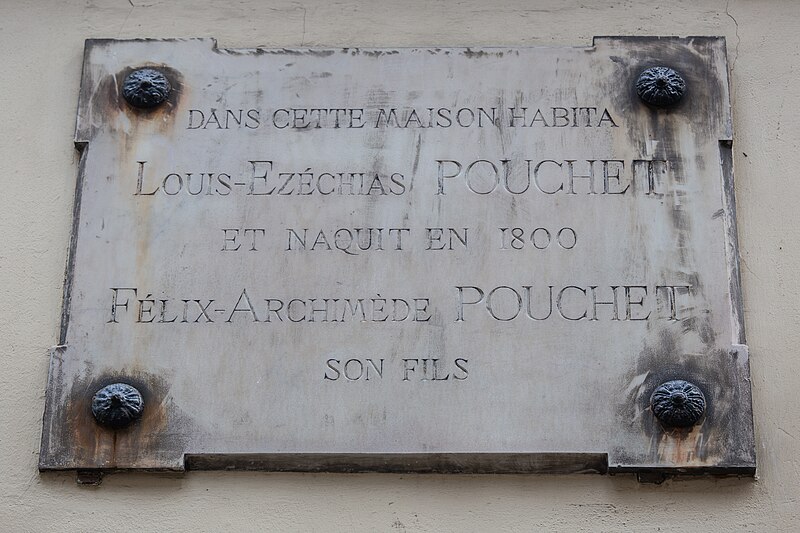 DANS CETTE MAISON HABITA
LOUIS-EZÉCHIAS POUCHET
ET NAQUIT EN 1800
FÉLIX-ARCHIMÈDE POUCHET
SON FILS